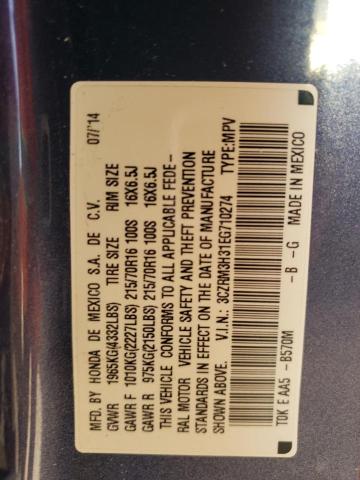 MFD. BY HONDA DE MEXICO S.A. DE C.V. 07/'14
GVWR 1965KG(4332LBS) TIRE SIZE RIM SIZE
GAWR F 1010KG(2227LBS) 215/70R16 100S 16X6.5J
GAWR R 975KG(2150LBS) 215/70R16 100S 16X6.5J
THIS VEHICLE CONFORMS TO ALL APPLICABLE FEDE-
RAL MOTOR VEHICLE SAFETY AND THEFT PREVENTION
STANDARDS IN EFFECT ON THE DATE OF MANUFACTURE
SHOWN ABOVE. V.I.N.: 3CZRM3H31EG710274 TYPE:MPV
T0K E AA5 -B570M -B -G MADE IN MEXICO